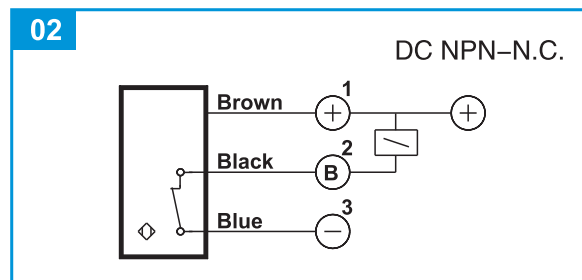 02
DC NPN–N.C.
Brown 1 + +
Black 2 B
Blue 3 −